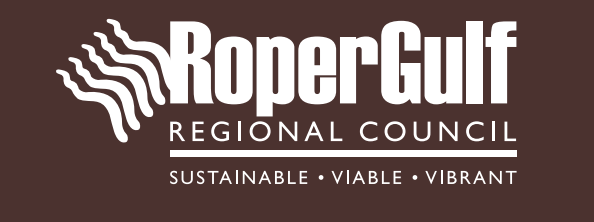 RoperGulf
REGIONAL COUNCIL
SUSTAINABLE • VIABLE • VIBRANT